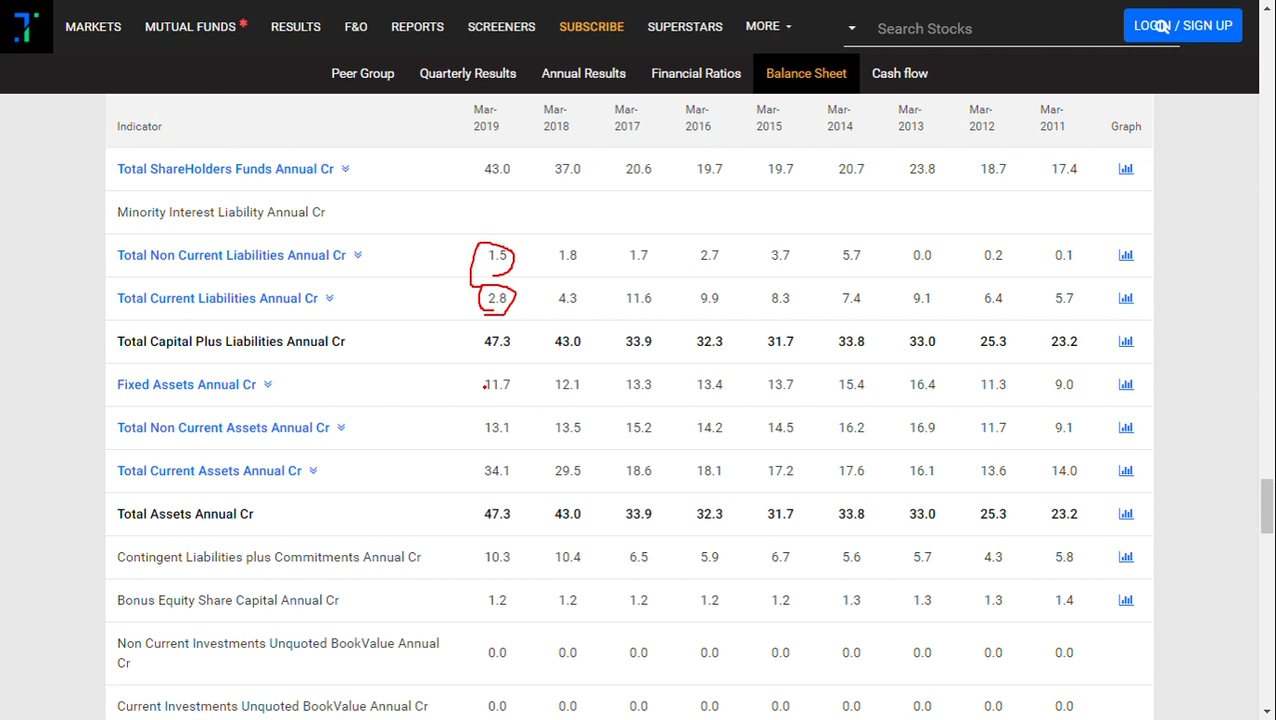 MARKETS MUTUAL FUNDS * RESULTS F&O REPORTS SCREENERS SUBSCRIBE SUPERSTARS MORE Search Stocks LOGIN / SIGN UP
Peer Group Quarterly Results Annual Results Financial Ratios Balance Sheet Cash flow
Indicator Mar-2019 Mar-2018 Mar-2017 Mar-2016 Mar-2015 Mar-2014 Mar-2013 Mar-2012 Mar-2011 Graph
Total ShareHolders Funds Annual Cr 43.0 37.0 20.6 19.7 19.7 20.7 23.8 18.7 17.4
Minority Interest Liability Annual Cr
Total Non Current Liabilities Annual Cr 1.5 1.8 1.7 2.7 3.7 5.7 0.0 0.2 0.1
Total Current Liabilities Annual Cr 2.8 4.3 11.6 9.9 8.3 7.4 9.1 6.4 5.7
Total Capital Plus Liabilities Annual Cr 47.3 43.0 33.9 32.3 31.7 33.8 33.0 25.3 23.2
Fixed Assets Annual Cr 11.7 12.1 13.3 13.4 13.7 15.4 16.4 11.3 9.0
Total Non Current Assets Annual Cr 13.1 13.5 15.2 14.2 14.5 16.2 16.9 11.7 9.1
Total Current Assets Annual Cr 34.1 29.5 18.6 18.1 17.2 17.6 16.1 13.6 14.0
Total Assets Annual Cr 47.3 43.0 33.9 32.3 31.7 33.8 33.0 25.3 23.2
Contingent Liabilities plus Commitments Annual Cr 10.3 10.4 6.5 5.9 6.7 5.6 5.7 4.3 5.8
Bonus Equity Share Capital Annual Cr 1.2 1.2 1.2 1.2 1.2 1.3 1.3 1.3 1.4
Non Current Investments Unquoted BookValue Annual
Cr 0.0 0.0 0.0 0.0 0.0 0.0 0.0 0.0 0.0
Current Investments Unquoted BookValue Annual Cr 0.0 0.0 0.0 0.0 0.0 0.0 0.0 0.0 0.0